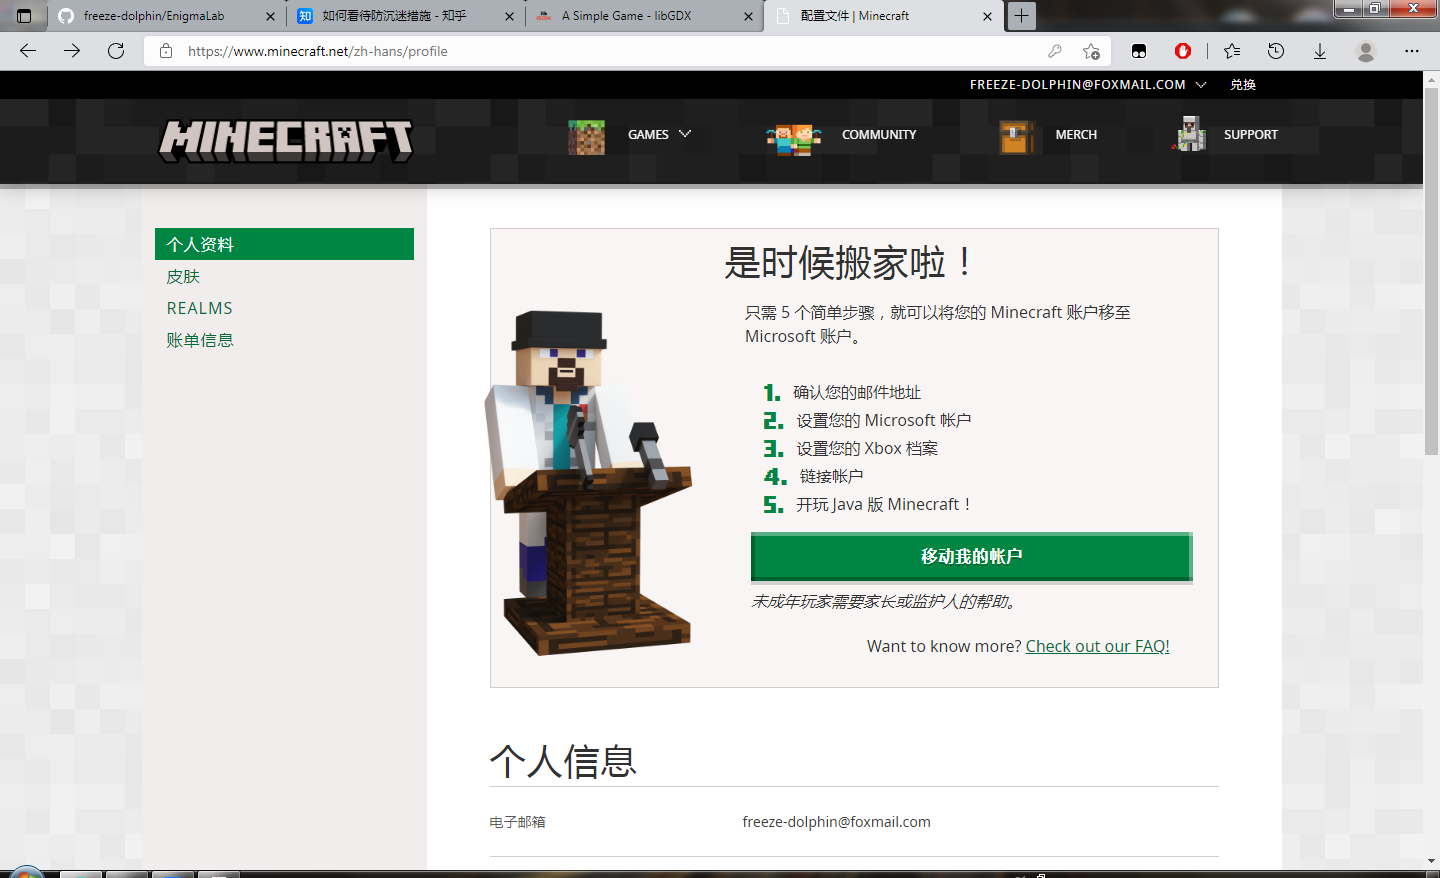 freeze-dolphin/EnigmaLab
如何看待防沉迷措施 - 知乎
A Simple Game - libGDX
配置文件 | Minecraft
https://www.minecraft.net/zh-hans/profile
FREEZE-DOLPHIN@FOXMAIL.COM
兑换
MINECRAFT
GAMES
COMMUNITY
MERCH
SUPPORT
个人资料
皮肤
REALMS
账单信息
是时候搬家啦！
只需 5 个简单步骤，就可以将您的 Minecraft 账户移至
Microsoft 账户。
1. 确认您的邮件地址
2. 设置您的 Microsoft 帐户
3. 设置您的 Xbox 档案
4. 链接帐户
5. 开玩 Java 版 Minecraft！
移动我的帐户
未成年玩家需要家长或监护人的帮助。
Want to know more? Check out our FAQ!
个人信息
电子邮箱
freeze-dolphin@foxmail.com